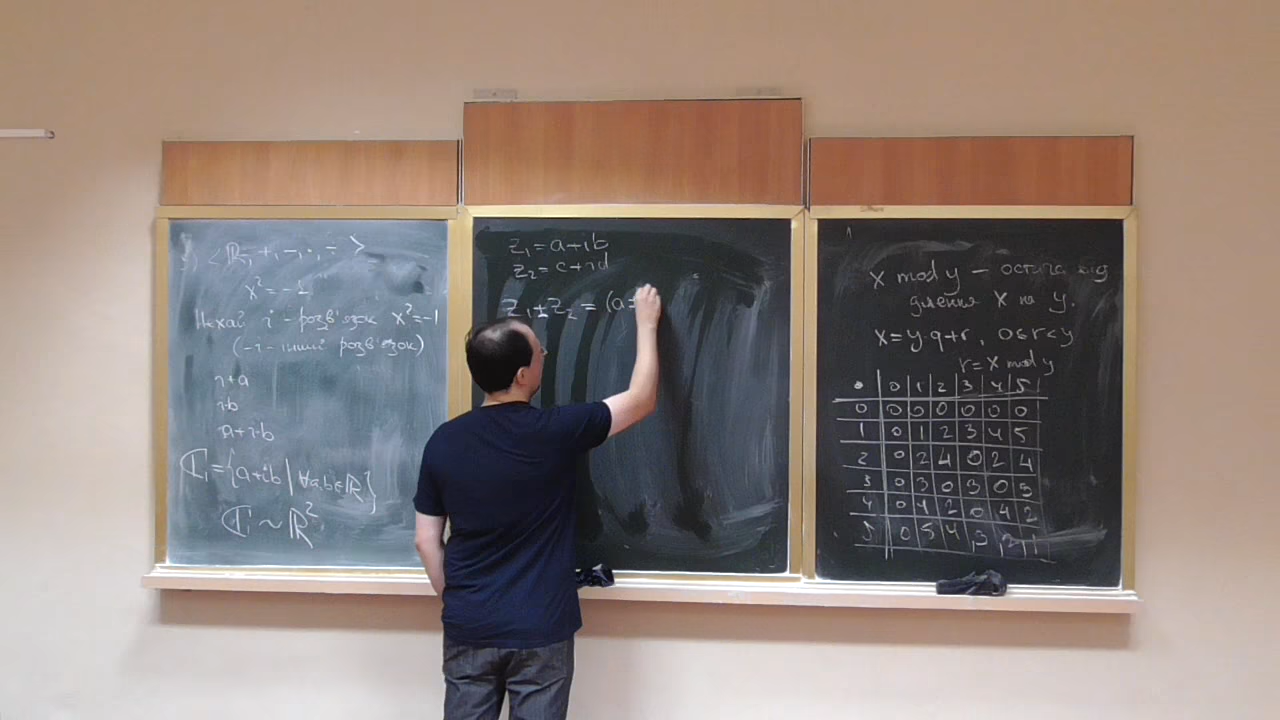 5) < ℝ, +, −, ·, ÷ >
x² = −1
Нехай i - розв'язок x² = −1
(−i - інший розв'язок)
i + a
i·b
a + i·b
ℂ = {a+ib | ∀a,b∈ℝ}
ℂ ~ ℝ²
z₁ = a+ib
z₂ = c+id
z₁ ± z₂ = (a ±
x mod y — остача від
ділення x на y.
x = y·q + r, 0≤r<y
r = x mod y
• 0 1 2 3 4 5
0 0 0 0 0 0 0
1 0 1 2 3 4 5
2 0 2 4 0 2 4
3 0 3 0 3 0 3
4 0 4 2 0 4 2
5 0 5 4 3 2 1